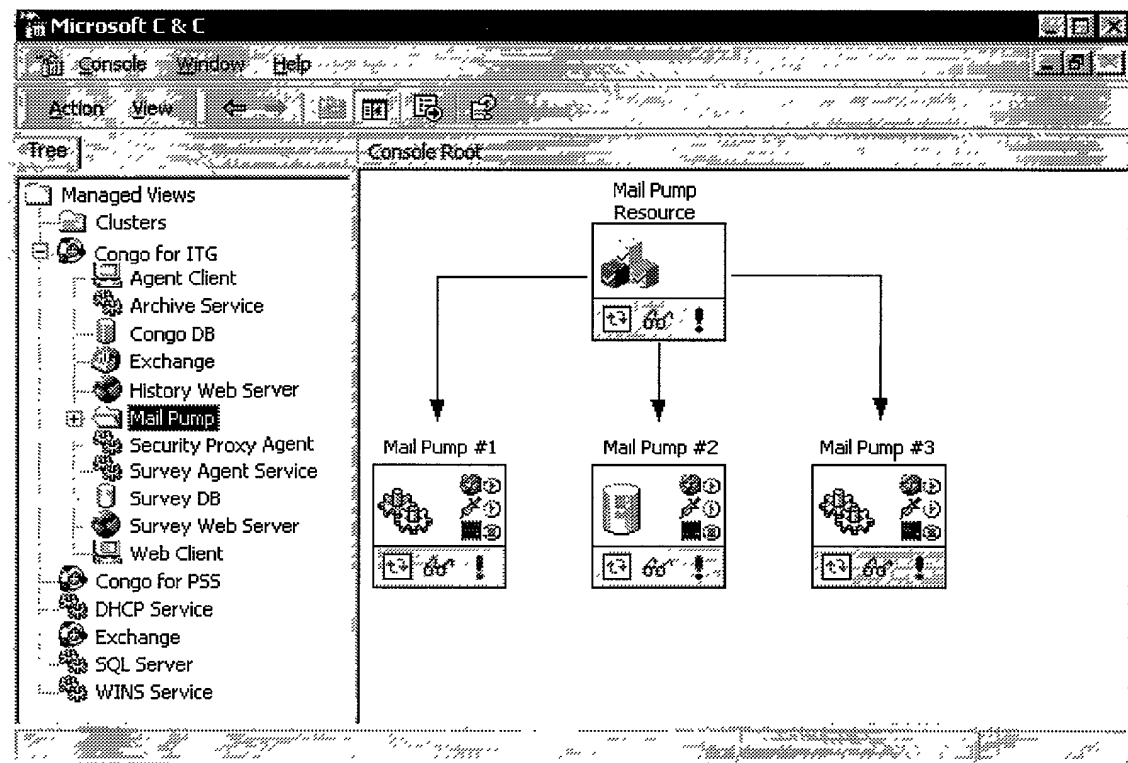 Microsoft C & C
Console Window Help
Action View
Tree
Console Root
Managed Views
Clusters
Congo for ITG
Agent Client
Archive Service
Congo DB
Exchange
History Web Server
Mail Pump
Security Proxy Agent
Survey Agent Service
Survey DB
Survey Web Server
Web Client
Congo for PSS
DHCP Service
Exchange
SQL Server
WINS Service
Mail Pump
Resource
Mail Pump #1
Mail Pump #2
Mail Pump #3